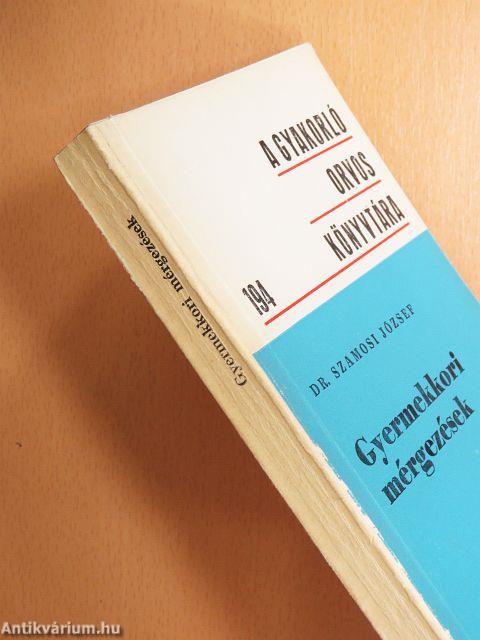 A GYAKORLÓ
ORVOS
KÖNYVTÁRA
194
DR. SZAMOSI JÓZSEF
Gyermekkori
mérgezések
Gyermekkori mérgezések
Antikvárium.hu